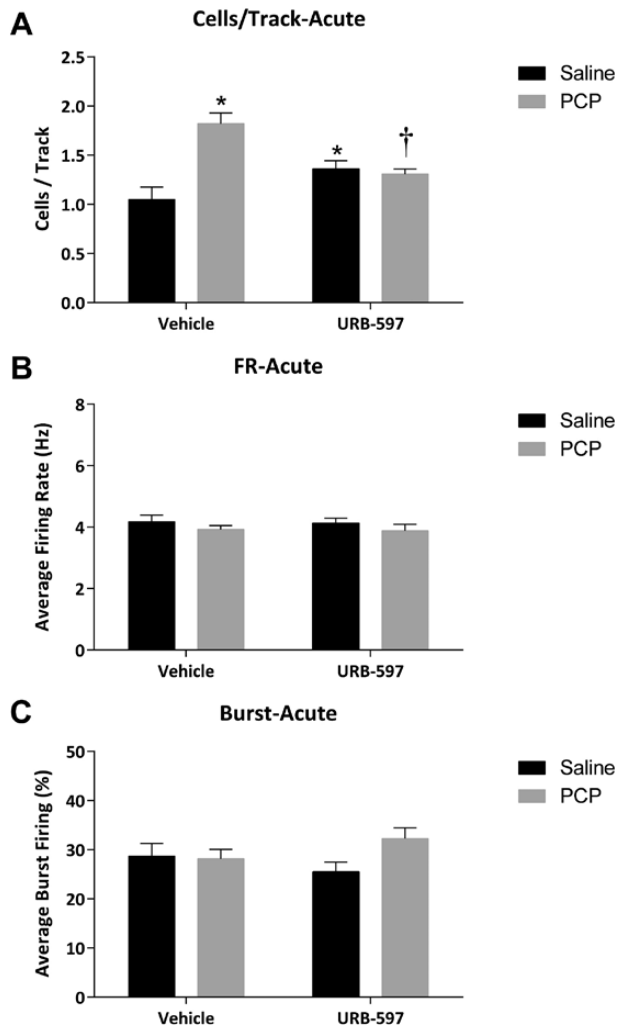 A
Cells/Track-Acute
Saline
PCP
Cells / Track
2.5
2.0
1.5
1.0
0.5
0.0
*
*
†
Vehicle
URB-597
B
FR-Acute
Saline
PCP
Average Firing Rate (Hz)
8
6
4
2
0
Vehicle
URB-597
C
Burst-Acute
Saline
PCP
Average Burst Firing (%)
50
40
30
20
10
0
Vehicle
URB-597